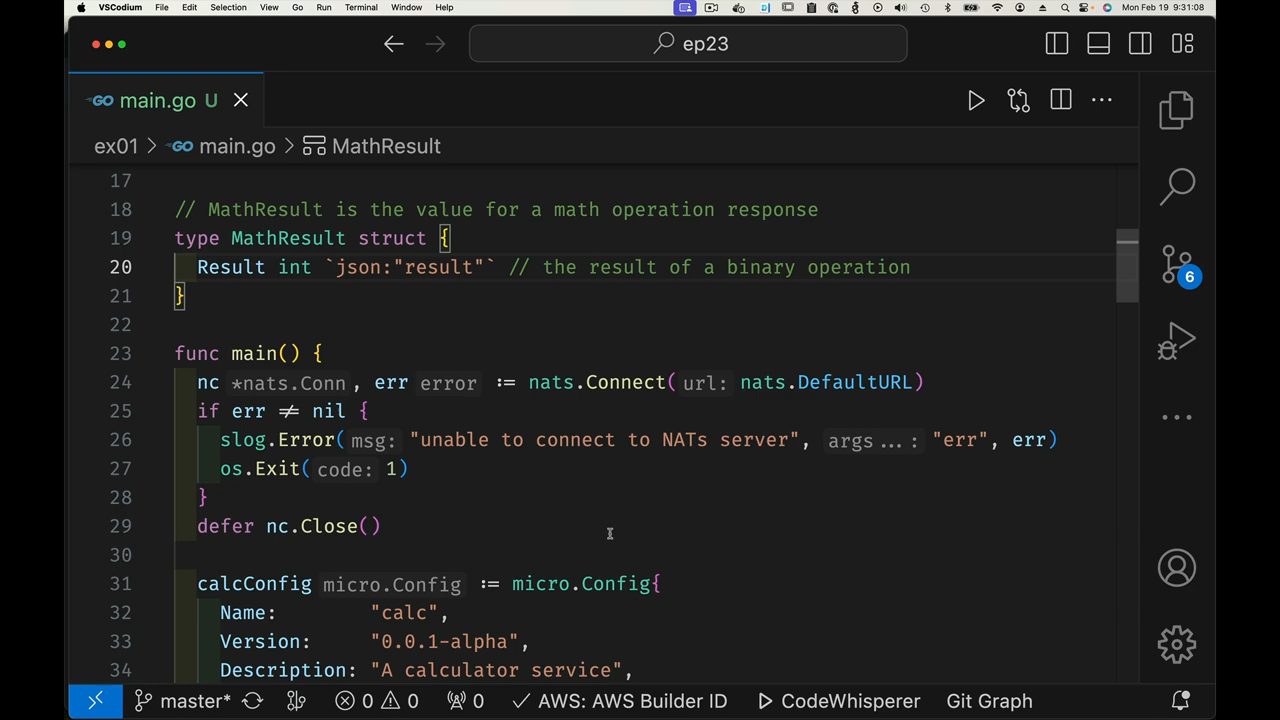 VSCodium File Edit Selection View Go Run Terminal Window Help Mon Feb 19 9:31:08
ep23
GO main.go U
ex01 > GO main.go > MathResult
17
18 // MathResult is the value for a math operation response
19 type MathResult struct {
20 Result int `json:"result"` // the result of a binary operation
21 }
22
23 func main() {
24 nc *nats.Conn, err error := nats.Connect(url: nats.DefaultURL)
25 if err ≠ nil {
26 slog.Error(msg: "unable to connect to NATs server", args...: "err", err)
27 os.Exit(code: 1)
28 }
29 defer nc.Close()
30
31 calcConfig micro.Config := micro.Config{
32 Name: "calc",
33 Version: "0.0.1-alpha",
34 Description: "A calculator service",
6
master* 0 0 0 AWS: AWS Builder ID CodeWhisperer Git Graph